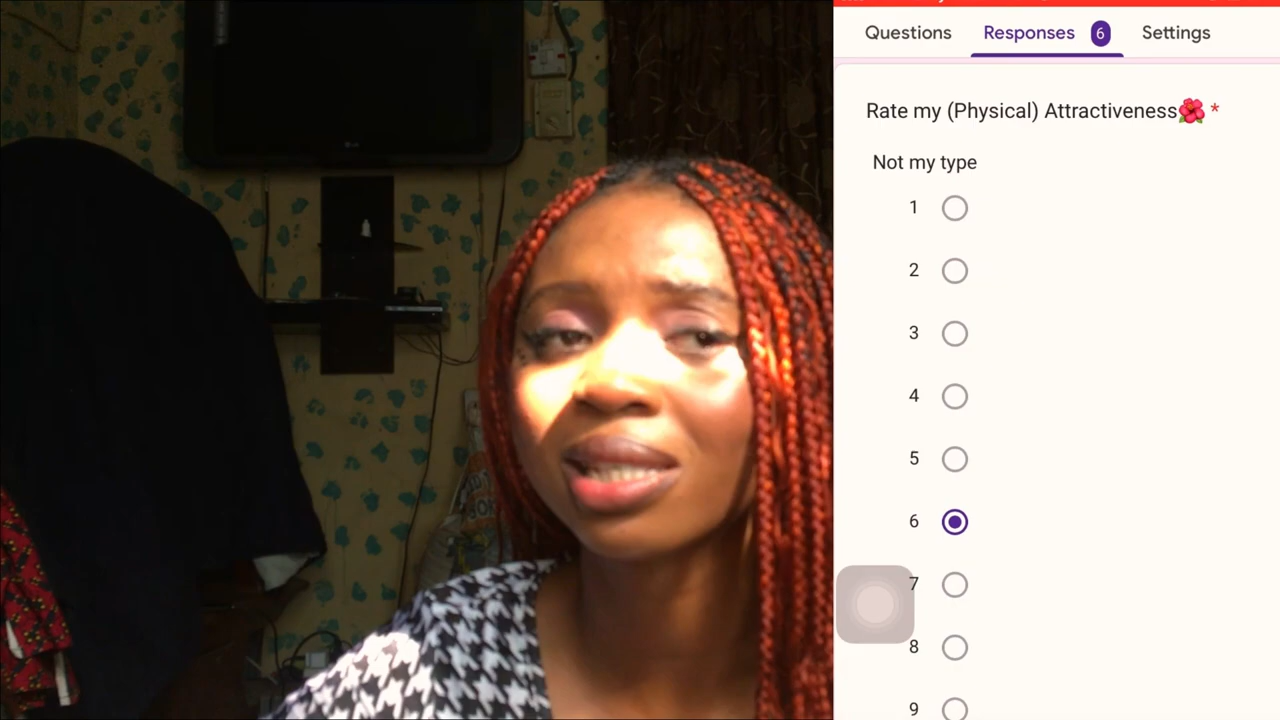 Questions Responses 6 Settings
Rate my (Physical) Attractiveness🌺 *
Not my type
1
2
3
4
5
6
7
8
9
LG